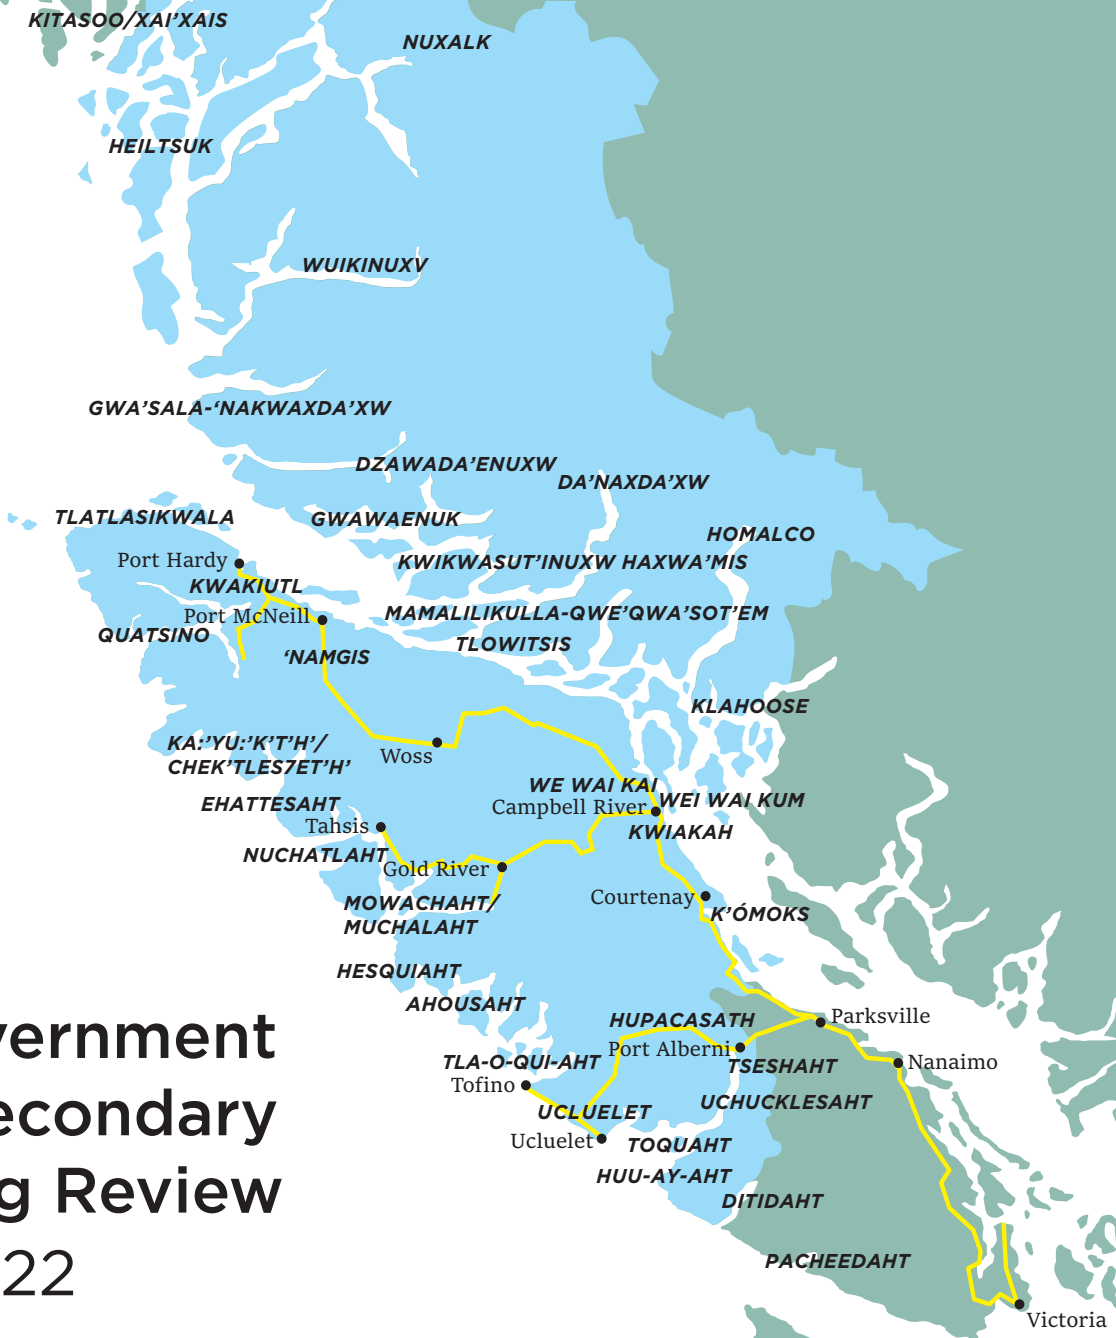 KITASOO/XAI’XAIS
NUXALK
HEILTSUK
WUIKINUXV
GWA’SALA-‘NAKWAXDA’XW
DZAWADA’ENUXW
DA’NAXDA’XW
TLATLASIKWALA
GWAWAENUK
HOMALCO
Port Hardy
KWIKWASUT’INUXW HAXWA’MIS
KWAKIUTL
Port McNeill
MAMALILIKULLA-QWE’QWA’SOT’EM
QUATSINO
TLOWITSIS
‘NAMGIS
KLAHOOSE
KA:’YU:’K’T’H’/
CHEK’TLES7ET’H’
Woss
WE WAI KAI
WEI WAI KUM
EHATTESAHT
Campbell River
Tahsis
KWIAKAH
NUCHATLAHT
Gold River
MOWACHAHT/
MUCHALAHT
Courtenay
K’ÓMOKS
HESQUIAHT
AHOUSAHT
HUPACASATH
Parksville
Port Alberni
TLA-O-QUI-AHT
TSESHAHT
Nanaimo
Tofino
UCLUELET
UCHUCKLESAHT
Ucluelet
TOQUAHT
HUU-AY-AHT
DITIDAHT
PACHEEDAHT
Victoria
vernment
econdary
g Review
22